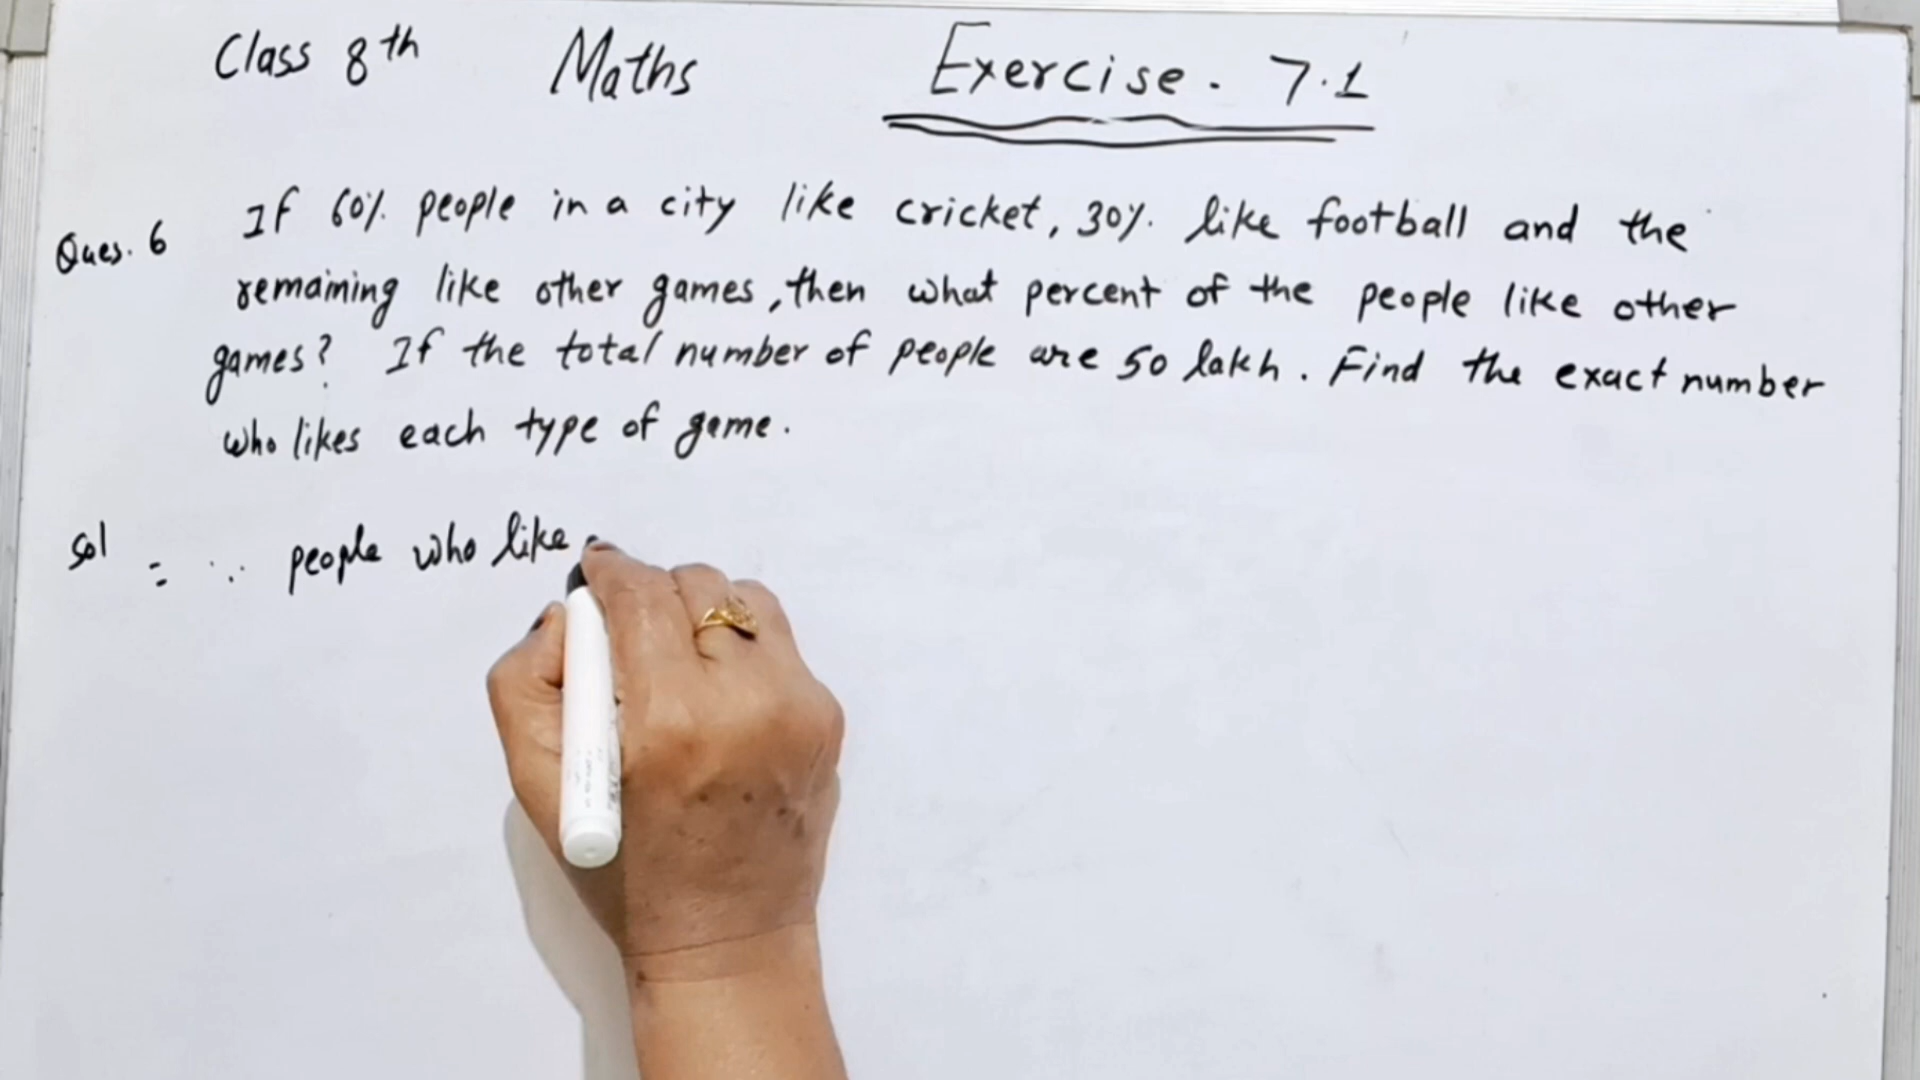 Class 8th Maths Exercise. 7.1
Ques. 6 If 60% people in a city like cricket, 30% like football and the
remaining like other games, then what percent of the people like other
games? If the total number of people are 50 lakh. Find the exact number
who likes each type of game.
Sol = ∵ people who like